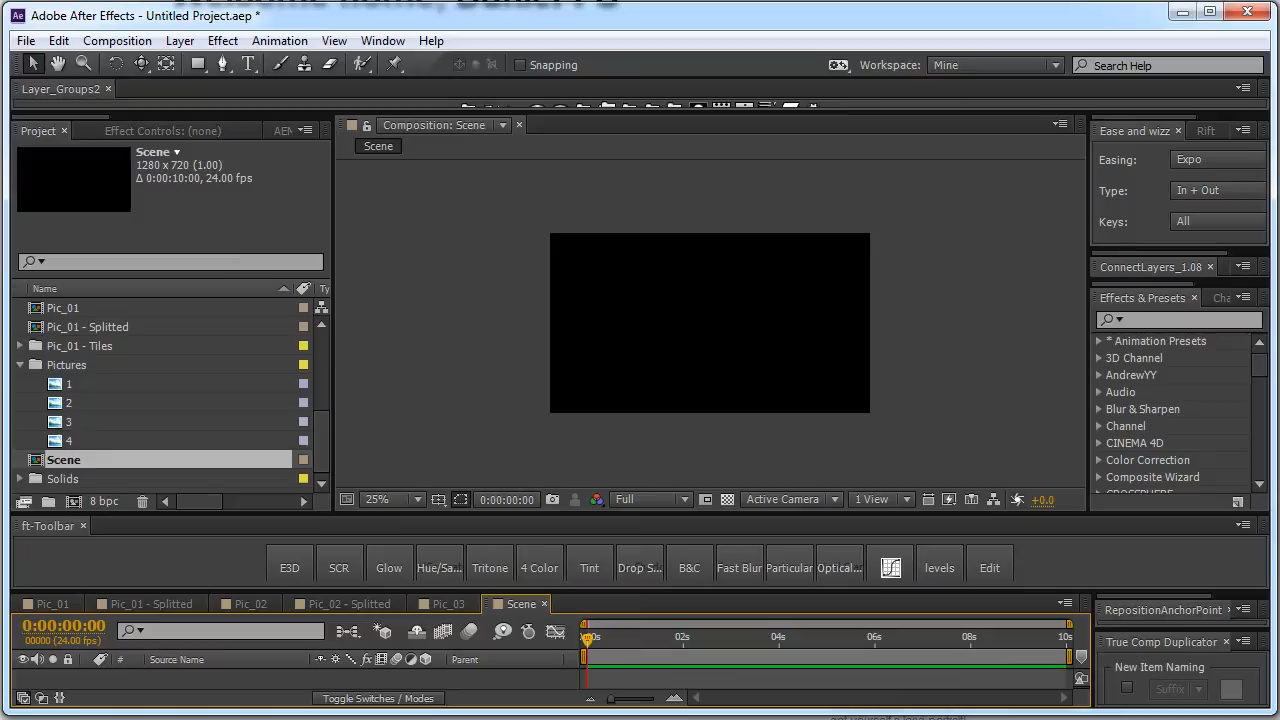 Adobe After Effects - Untitled Project.aep *
File Edit Composition Layer Effect Animation View Window Help
Snapping Workspace: Mine Search Help
Layer_Groups2
Project Effect Controls: (none)
Composition: Scene
Scene
Scene
1280 x 720 (1.00)
Δ 0:00:10:00, 24.00 fps
Name Ty
Pic_01
Pic_01 - Splitted
Pic_01 - Tiles
Pictures
1
2
3
4
Scene
Solids
8 bpc
25% 0:00:00:00 Full Active Camera 1 View +0.0
Ease and wizz Rift
Easing: Expo
Type: In + Out
Keys: All
ConnectLayers_1.08
Effects & Presets
* Animation Presets
3D Channel
AndrewYY
Audio
Blur & Sharpen
Channel
CINEMA 4D
Color Correction
Composite Wizard
ft-Toolbar
E3D SCR Glow Hue/Sa... Tritone 4 Color Tint Drop S... B&C Fast Blur Particular Optical... levels Edit
Pic_01 Pic_01 - Splitted Pic_02 Pic_02 - Splitted Pic_03 Scene
0:00:00:00
00000 (24.00 fps)
02s 04s 06s 08s 10s
# Source Name fx Parent
Toggle Switches / Modes
RepositionAnchorPoint
True Comp Duplicator
New Item Naming
Suffix